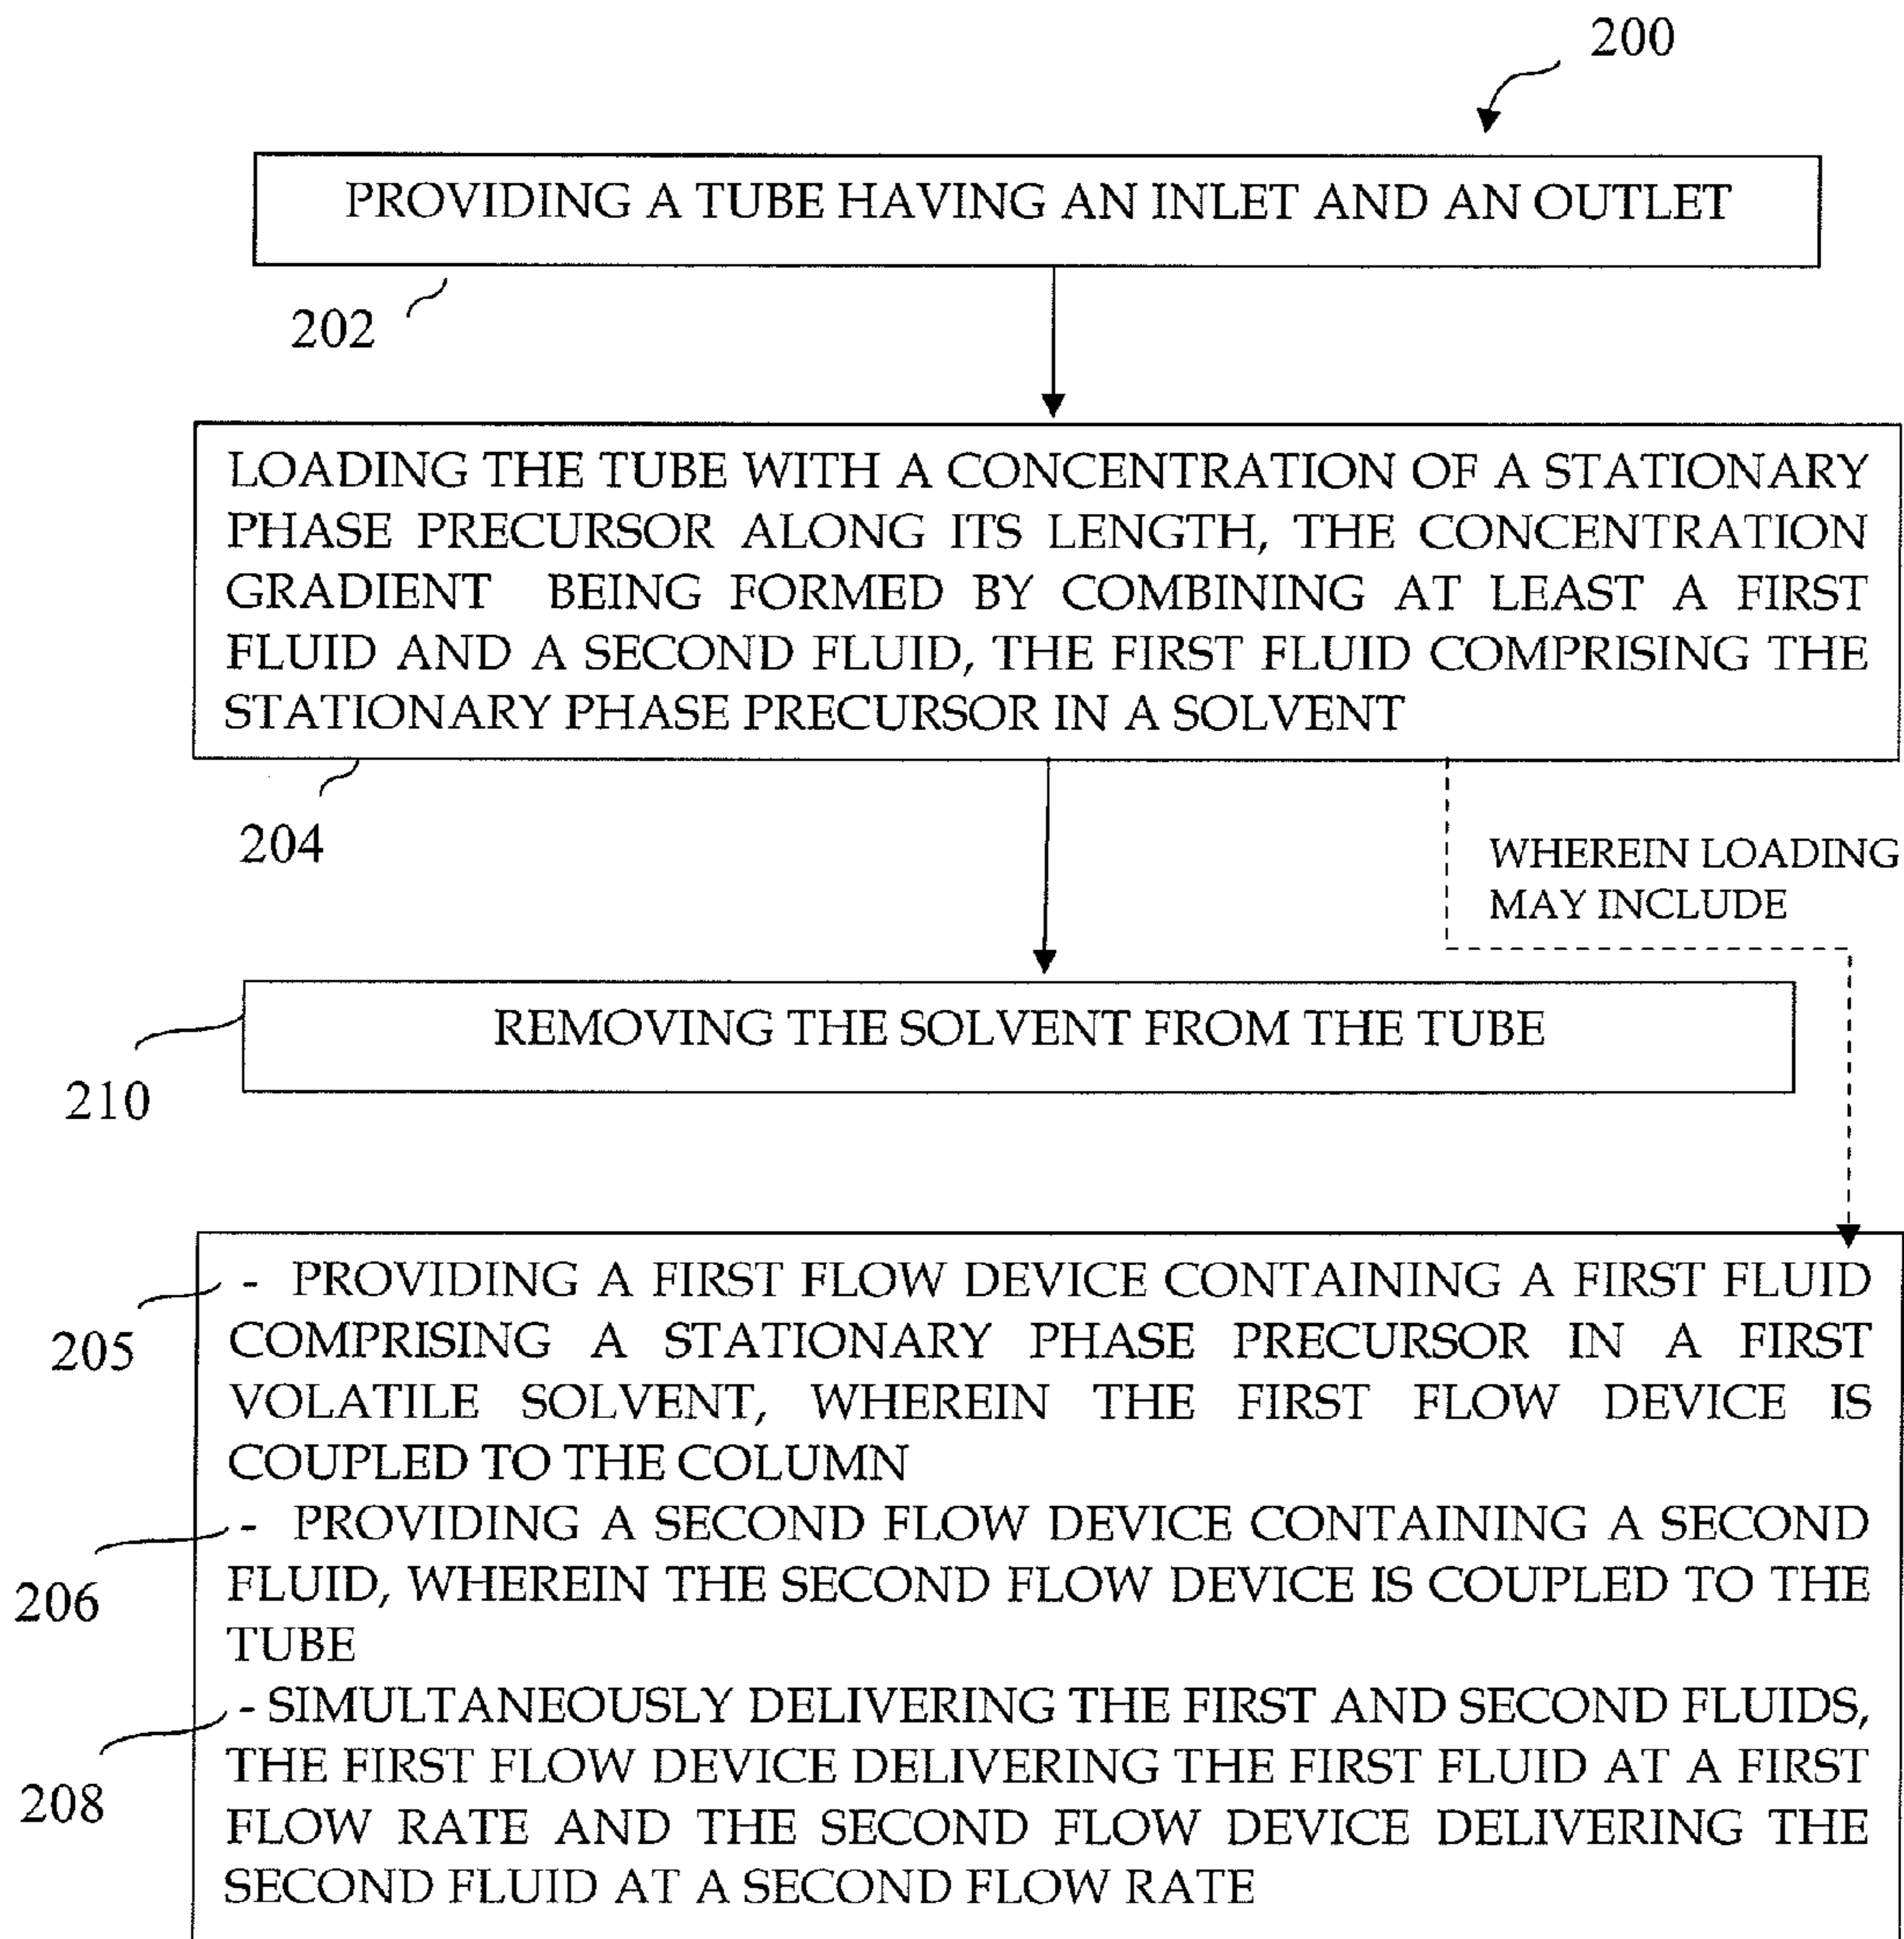 200
PROVIDING A TUBE HAVING AN INLET AND AN OUTLET
202
LOADING THE TUBE WITH A CONCENTRATION OF A STATIONARY
PHASE PRECURSOR ALONG ITS LENGTH, THE CONCENTRATION
GRADIENT BEING FORMED BY COMBINING AT LEAST A FIRST
FLUID AND A SECOND FLUID, THE FIRST FLUID COMPRISING THE
STATIONARY PHASE PRECURSOR IN A SOLVENT
204
WHEREIN LOADING
MAY INCLUDE
REMOVING THE SOLVENT FROM THE TUBE
210
- PROVIDING A FIRST FLOW DEVICE CONTAINING A FIRST FLUID
205
COMPRISING A STATIONARY PHASE PRECURSOR IN A FIRST
VOLATILE SOLVENT, WHEREIN THE FIRST FLOW DEVICE IS
COUPLED TO THE COLUMN
- PROVIDING A SECOND FLOW DEVICE CONTAINING A SECOND
206
FLUID, WHEREIN THE SECOND FLOW DEVICE IS COUPLED TO THE
TUBE
- SIMULTANEOUSLY DELIVERING THE FIRST AND SECOND FLUIDS,
208
THE FIRST FLOW DEVICE DELIVERING THE FIRST FLUID AT A FIRST
FLOW RATE AND THE SECOND FLOW DEVICE DELIVERING THE
SECOND FLUID AT A SECOND FLOW RATE